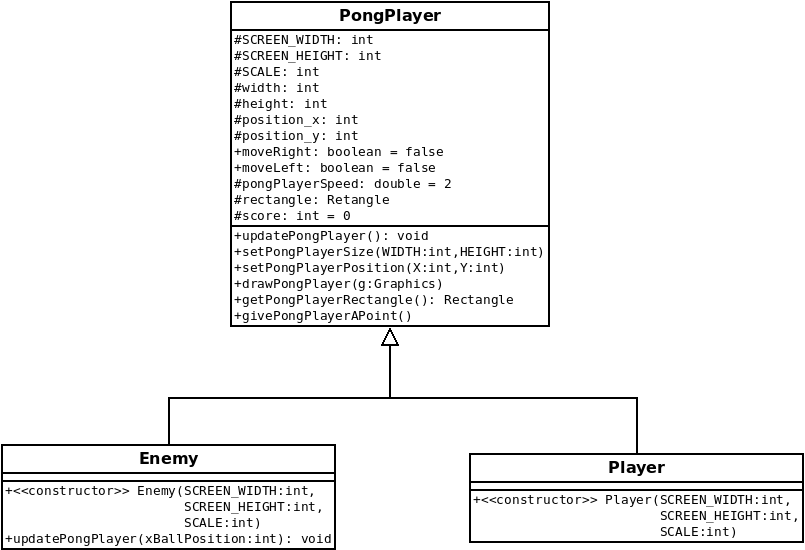 PongPlayer
#SCREEN_WIDTH: int
#SCREEN_HEIGHT: int
#SCALE: int
#width: int
#height: int
#position_x: int
#position_y: int
+moveRight: boolean = false
+moveLeft: boolean = false
#pongPlayerSpeed: double = 2
#rectangle: Retangle
#score: int = 0
+updatePongPlayer(): void
+setPongPlayerSize(WIDTH:int,HEIGHT:int)
+setPongPlayerPosition(X:int,Y:int)
+drawPongPlayer(g:Graphics)
+getPongPlayerRectangle(): Rectangle
+givePongPlayerAPoint()
Enemy
+<<constructor>> Enemy(SCREEN_WIDTH:int,
SCREEN_HEIGHT:int,
SCALE:int)
+updatePongPlayer(xBallPosition:int): void
Player
+<<constructor>> Player(SCREEN_WIDTH:int,
SCREEN_HEIGHT:int,
SCALE:int)